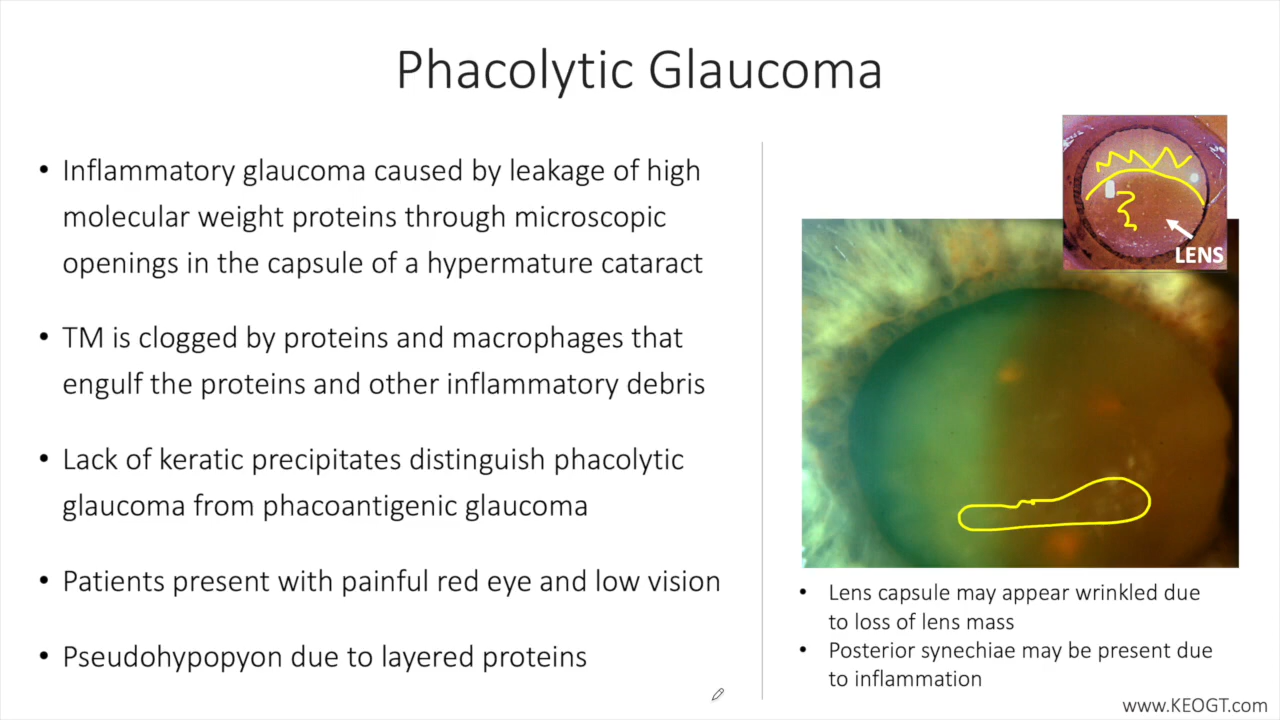 Phacolytic Glaucoma
• Inflammatory glaucoma caused by leakage of high
molecular weight proteins through microscopic
openings in the capsule of a hypermature cataract
• TM is clogged by proteins and macrophages that
engulf the proteins and other inflammatory debris
• Lack of keratic precipitates distinguish phacolytic
glaucoma from phacoantigenic glaucoma
• Patients present with painful red eye and low vision
• Pseudohypopyon due to layered proteins
LENS
• Lens capsule may appear wrinkled due
to loss of lens mass
• Posterior synechiae may be present due
to inflammation
www.KEOGT.com